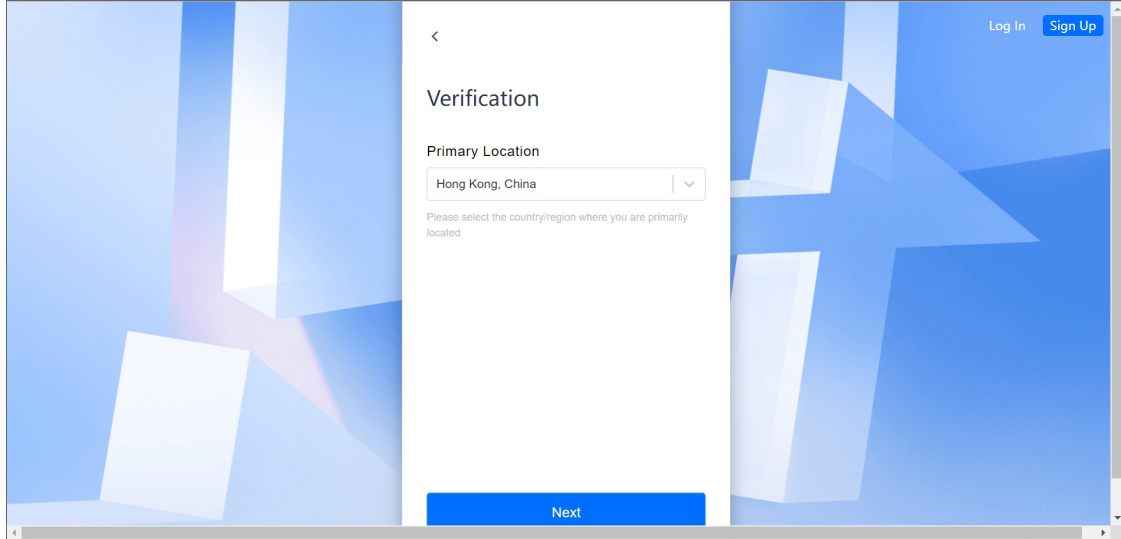 Log In
Sign Up
Verification
Primary Location
Hong Kong, China
Please select the country/region where you are primarily
located
Next